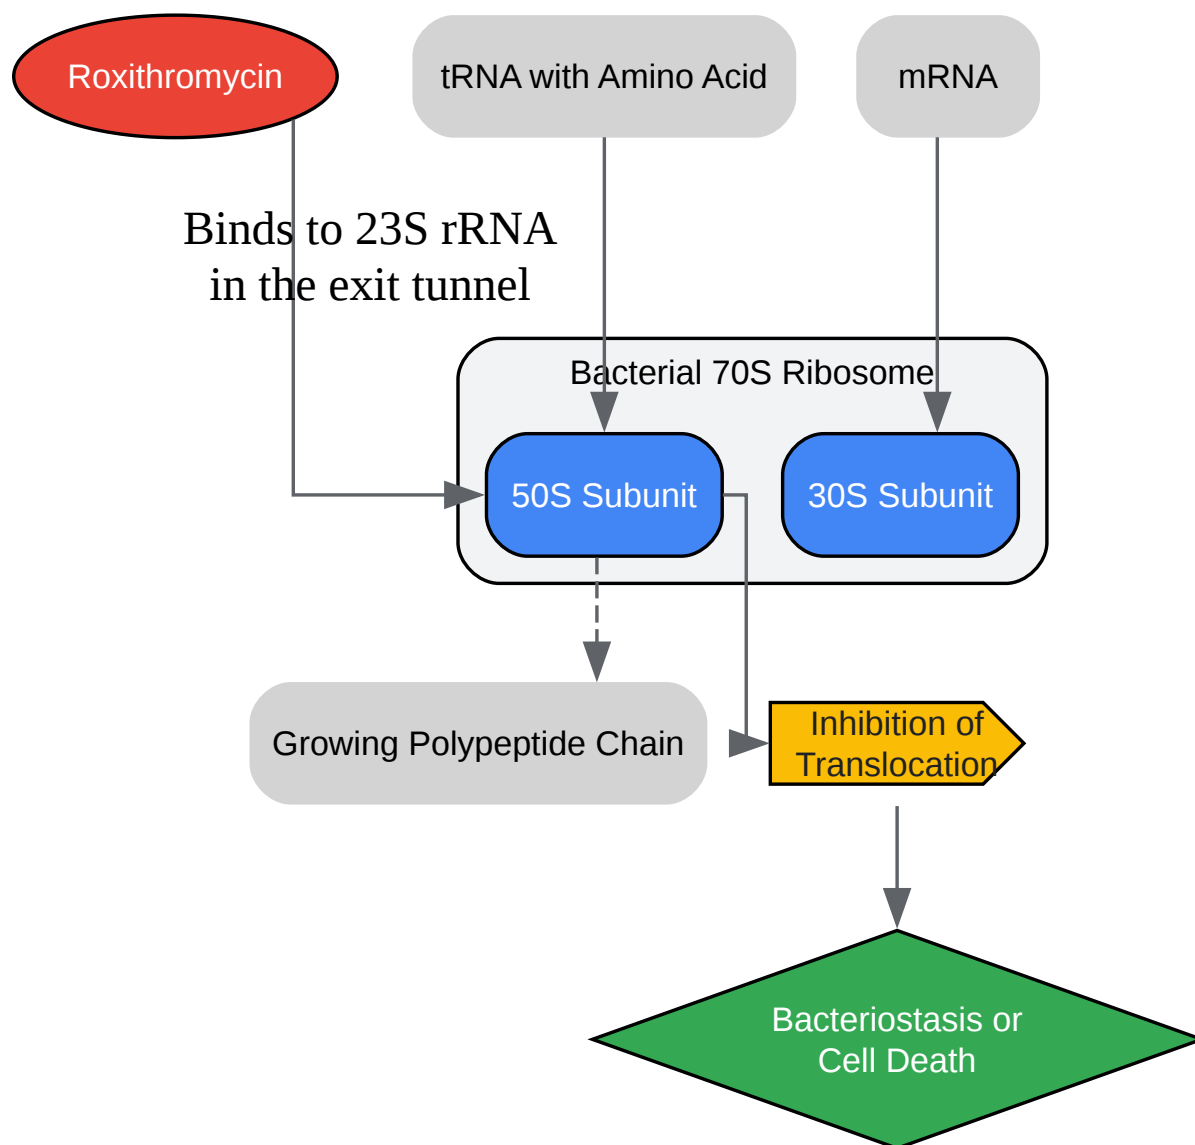 Roxithromycin
tRNA with Amino Acid
mRNA
Binds to 23S rRNA
in the exit tunnel
Bacterial 70S Ribosome
50S Subunit
30S Subunit
Growing Polypeptide Chain
Inhibition of
Translocation
Bacteriostasis or
Cell Death